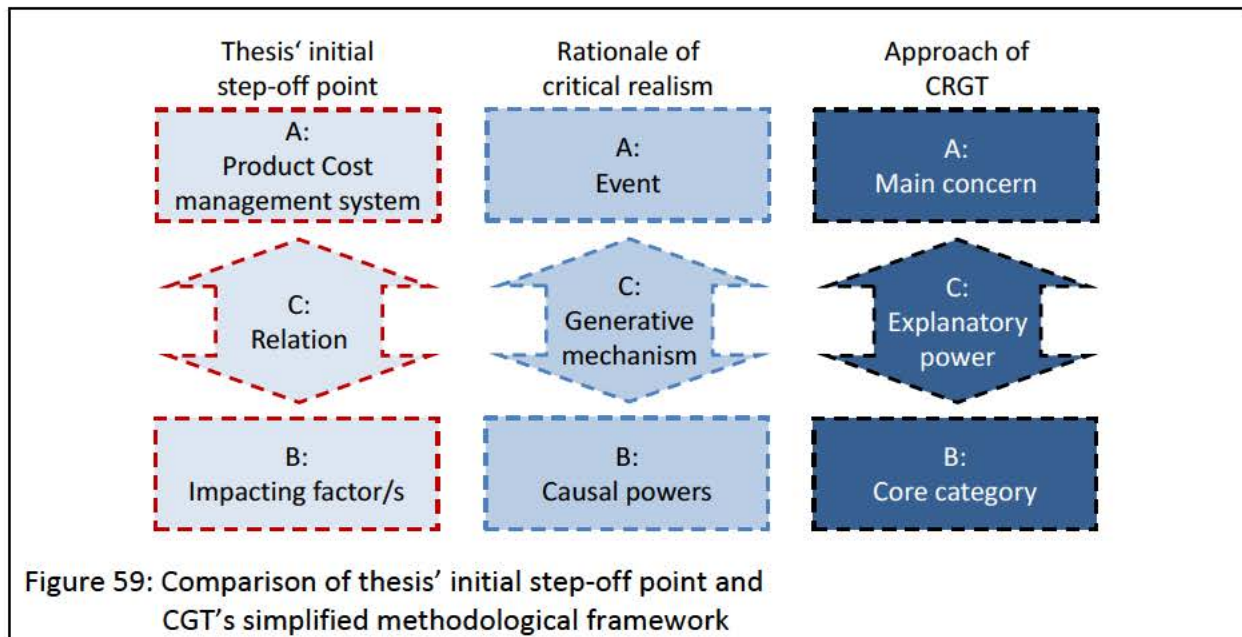 Thesis‘ initial
step-off point
A:
Product Cost
management system
C:
Relation
B:
Impacting factor/s
Rationale of
critical realism
A:
Event
C:
Generative
mechanism
B:
Causal powers
Approach of
CRGT
A:
Main concern
C:
Explanatory
power
B:
Core category
Figure 59: Comparison of thesis’ initial step-off point and
CGT’s simplified methodological framework